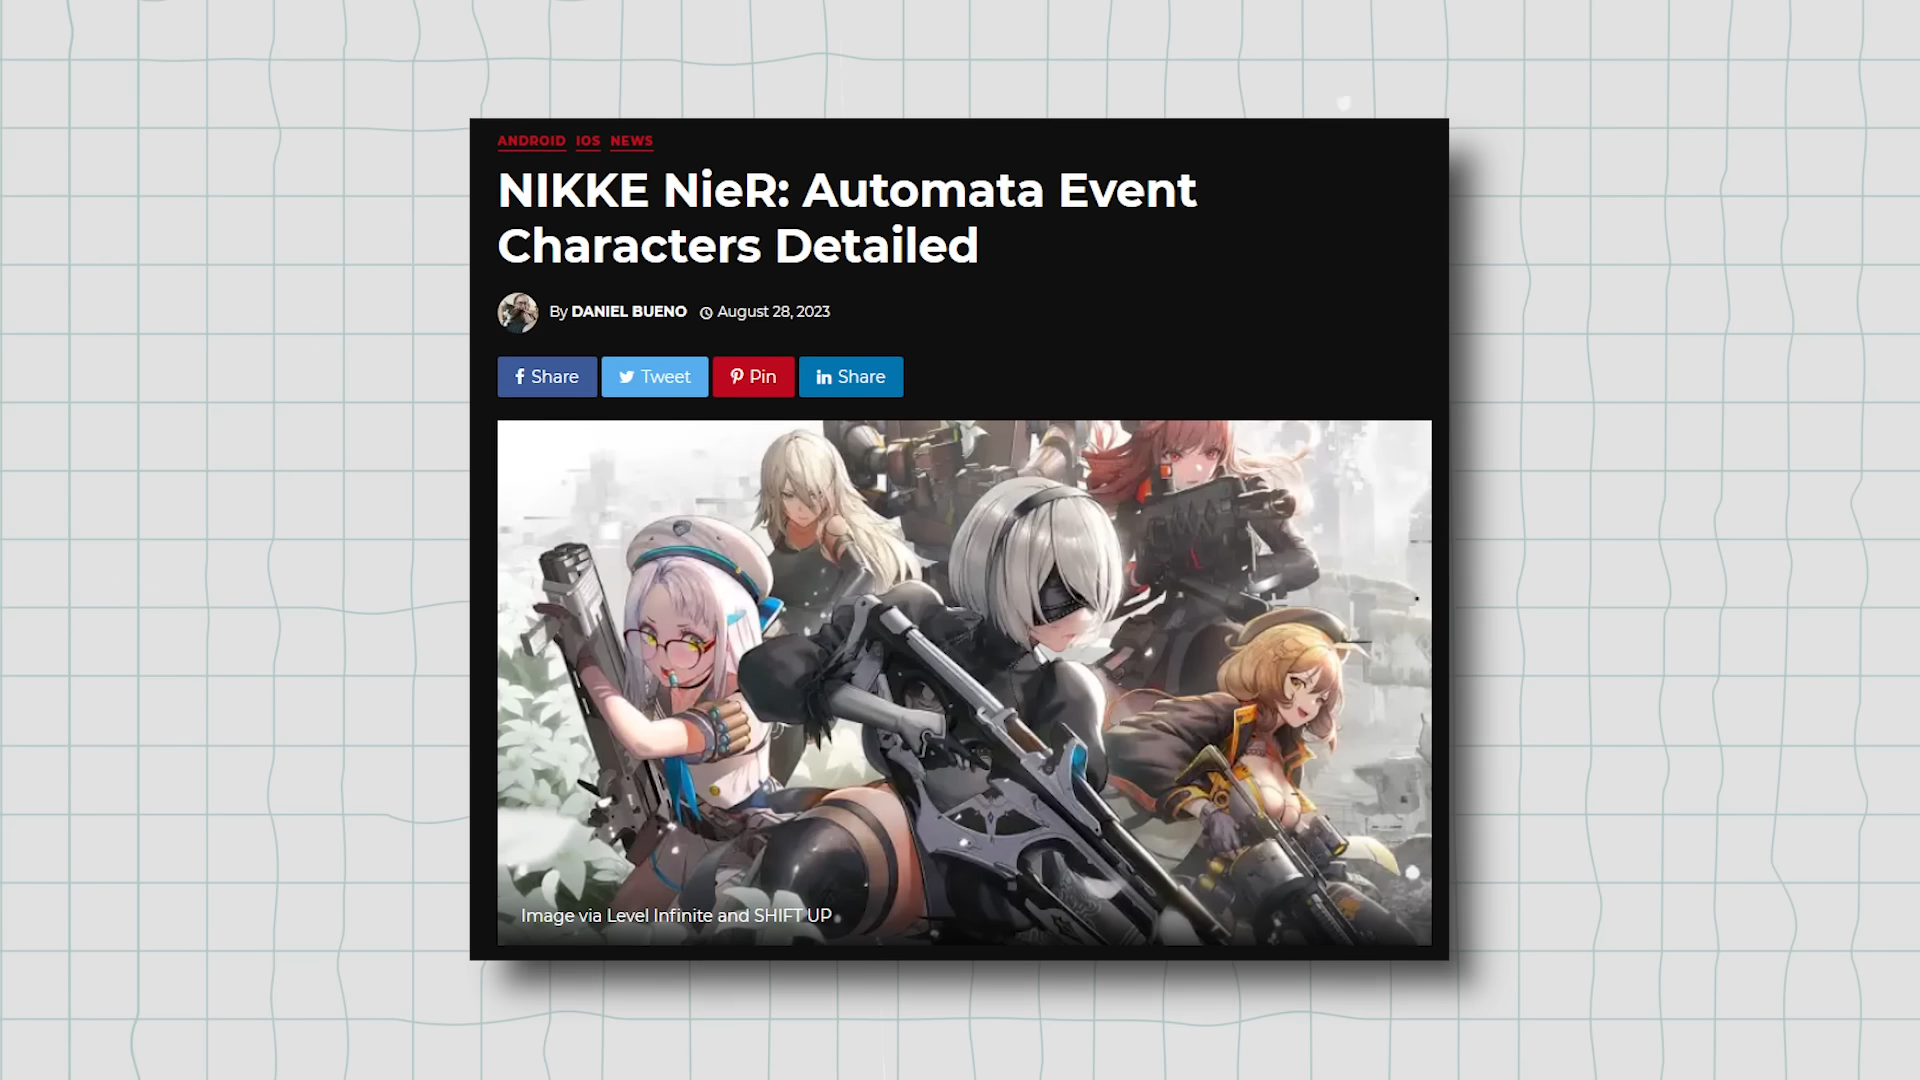 ANDROID IOS NEWS
NIKKE NieR: Automata Event
Characters Detailed
By DANIEL BUENO August 28, 2023
Share Tweet Pin Share
Image via Level Infinite and SHIFT UP